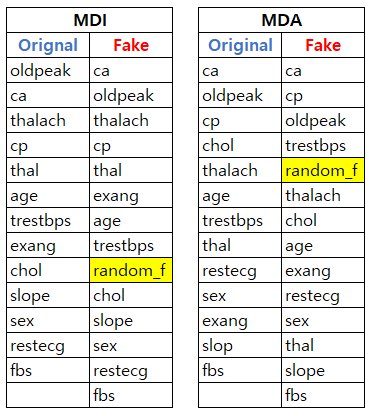 MDI MDA
Orignal Fake Original Fake
oldpeak ca ca ca
ca oldpeak oldpeak cp
thalach thalach cp oldpeak
cp cp chol trestbps
thal thal thalach random_f
age exang age thalach
trestbps age trestbps chol
exang trestbps thal age
chol random_f restecg exang
slope chol sex restecg
sex slope exang sex
restecg sex slop thal
fbs restecg fbs slope
fbs fbs